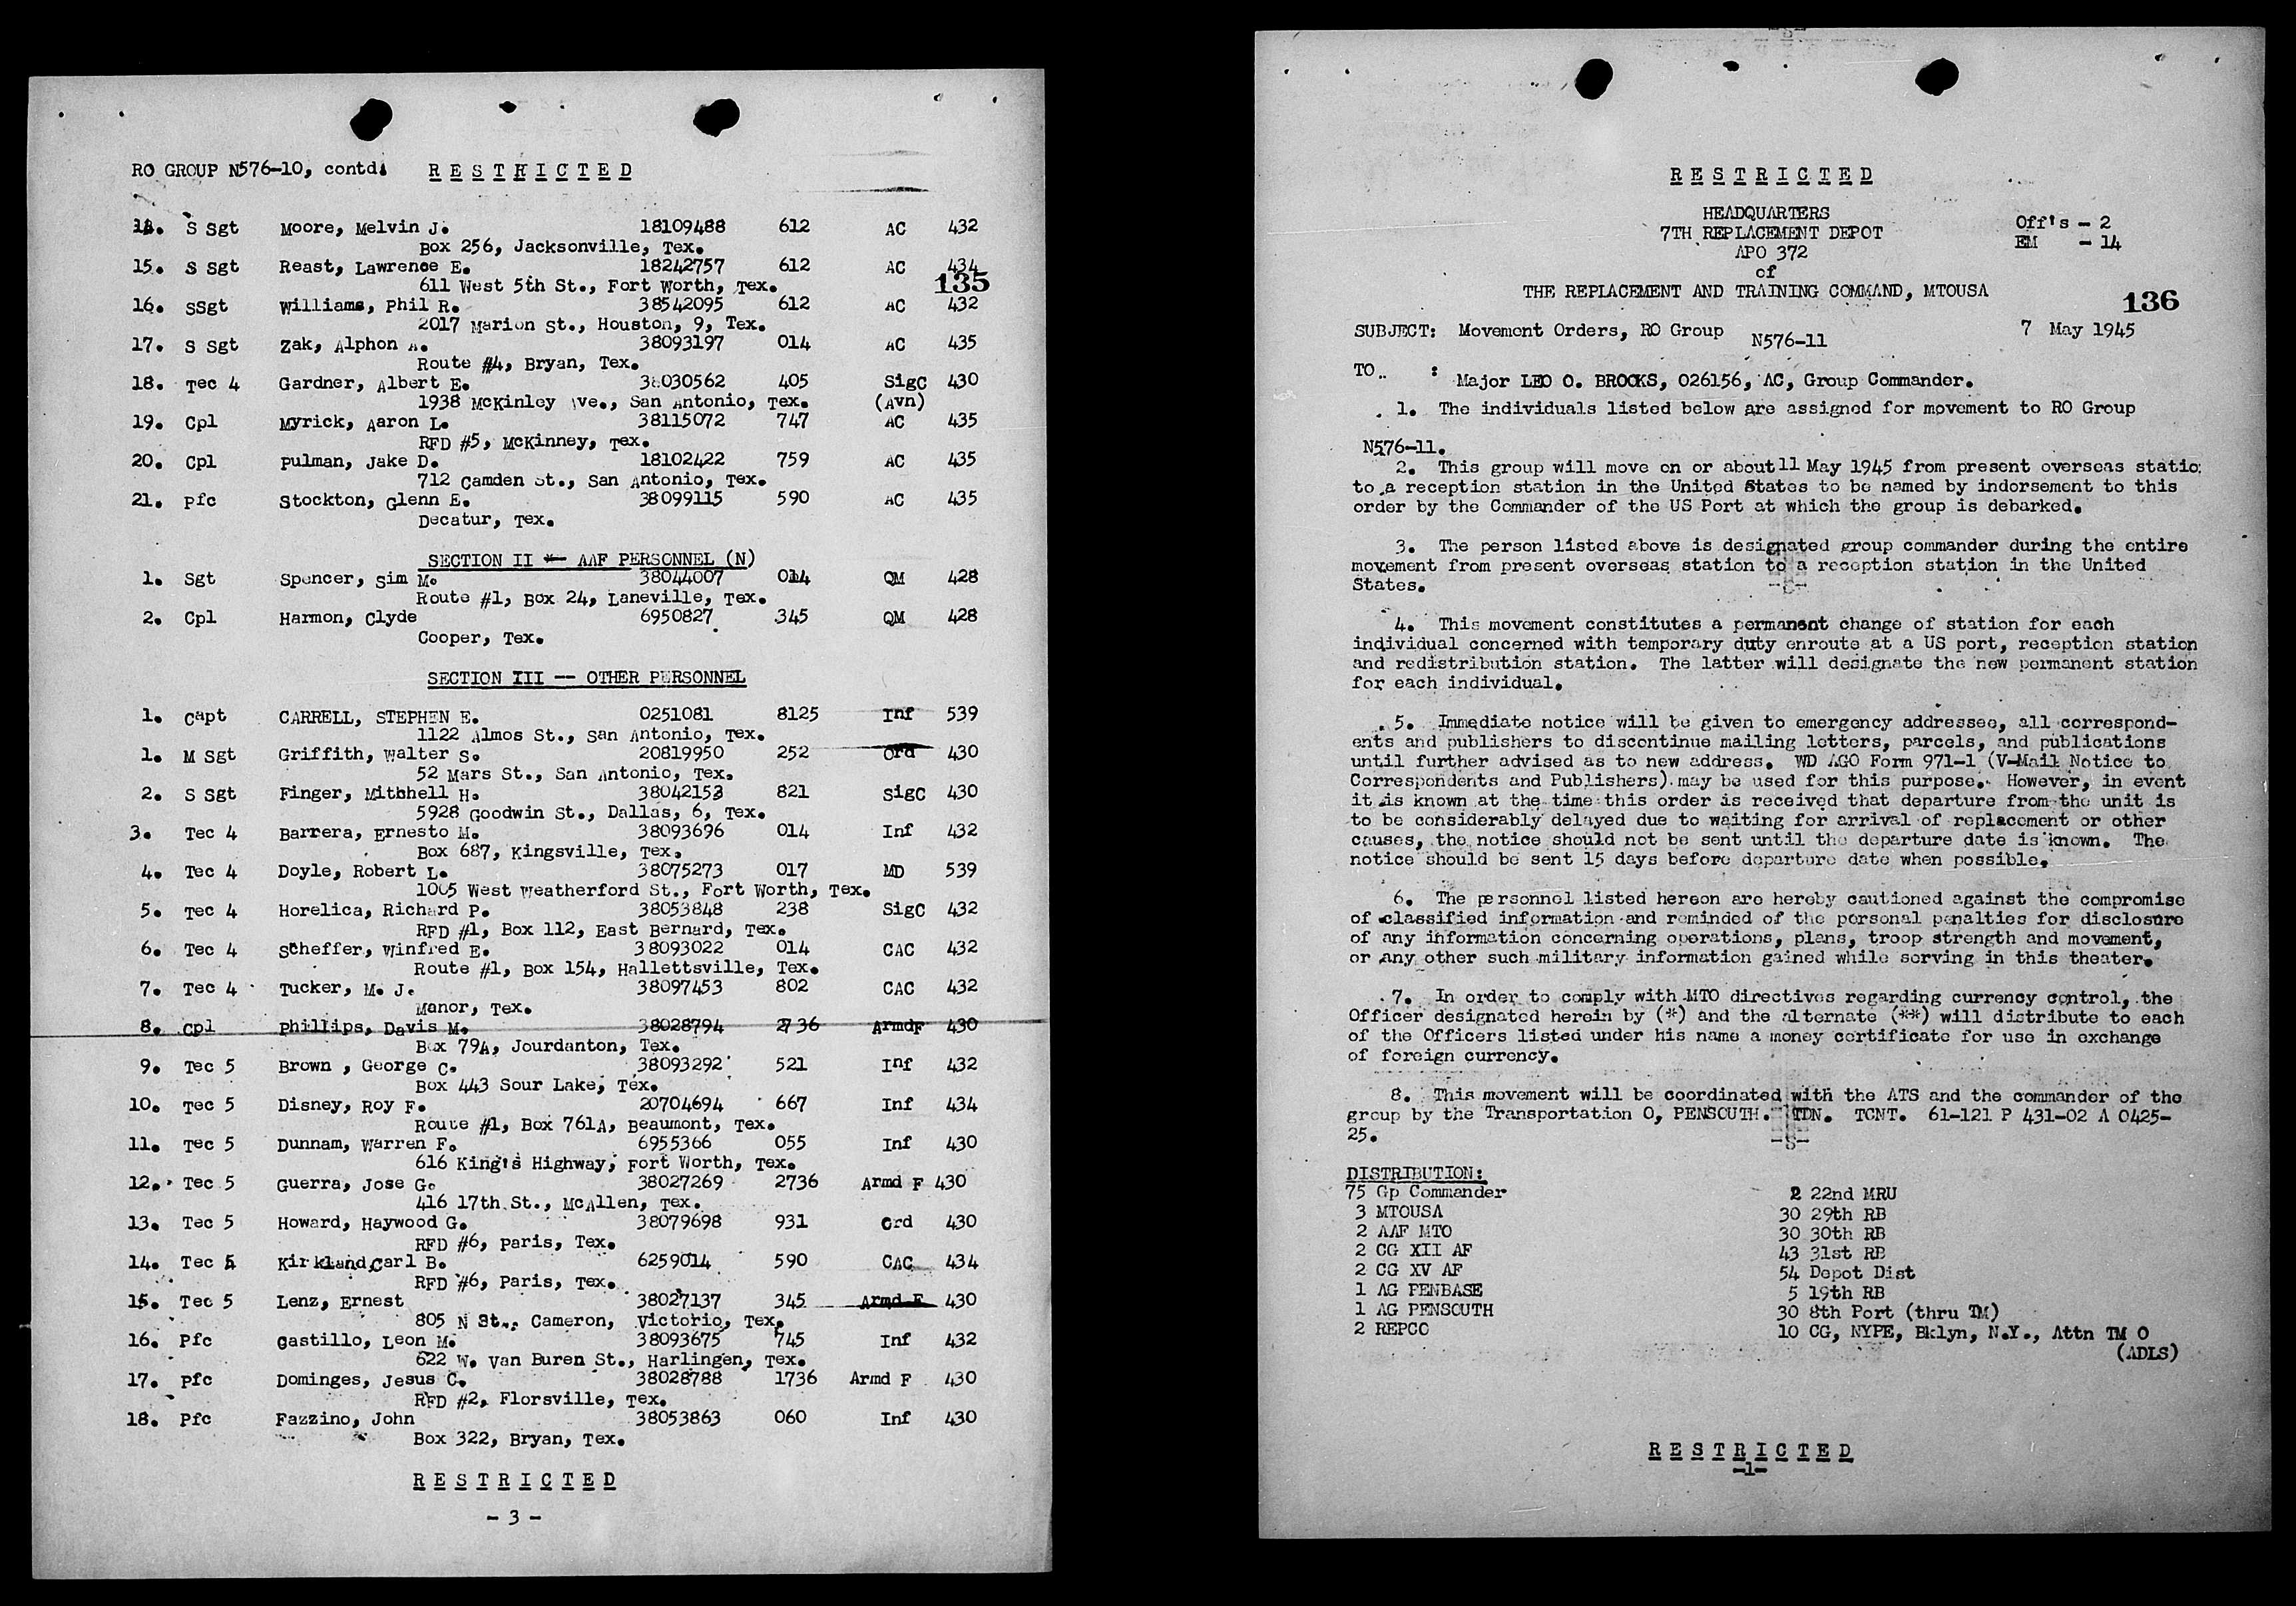 RO GROUP N576-10, contd. R E S T R I C T E D
14. S Sgt Moore, Melvin J. 18109488 612 AC 432
Box 256, Jacksonville, Tex.
15. S Sgt Reast, Lawrence E. 18242757 612 AC 434
135
611 West 5th St., Fort Worth, Tex.
16. SSgt Williams, Phil R. 38542095 612 AC 432
2017 Marion St., Houston, 9, Tex.
17. S Sgt Zak, Alphon A. 38093197 014 AC 435
Route #4, Bryan, Tex.
18. Tec 4 Gardner, Albert E. 38030562 405 SigC 430
1938 McKinley Ave., San Antonio, Tex. (Avn)
19. Cpl Myrick, Aaron L. 38115072 747 AC 435
RFD #5, McKinney, Tex.
20. Cpl Pulman, Jake D. 18102422 759 AC 435
712 Camden St., San Antonio, Tex.
21. Pfc Stockton, Glenn E. 38099115 590 AC 435
Decatur, Tex.
SECTION II -- AAF PERSONNEL (N)
1. Sgt Spencer, Sim M. 38044007 014 QM 428
Route #1, Box 24, Laneville, Tex.
2. Cpl Harmon, Clyde 6950827 345 QM 428
Cooper, Tex.
SECTION III -- OTHER PERSONNEL
1. Capt CARRELL, STEPHEN E. 0251081 8125 Inf 539
1122 Almos St., San Antonio, Tex.
1. M Sgt Griffith, Walter S. 20819950 252 Ord 430
52 Mars St., San Antonio, Tex.
2. S Sgt Finger, Mitbhell H. 38042153 821 SigC 430
5928 Goodwin St., Dallas, 6, Tex.
3. Tec 4 Barrera, Ernesto M. 38093696 014 Inf 432
Box 687, Kingsville, Tex.
4. Tec 4 Doyle, Robert L. 38075273 017 MD 539
1005 West Weatherford St., Fort Worth, Tex.
5. Tec 4 Horelica, Richard P. 38053848 238 SigC 432
RFD #1, Box 112, East Bernard, Tex.
6. Tec 4 Scheffer, Winfred E. 38093022 014 CAC 432
Route #1, Box 154, Hallettsville, Tex.
7. Tec 4 Tucker, M. J. 38097453 802 CAC 432
Manor, Tex.
8. Cpl Phillips, Davis M. 38028794 2736 ArmdF 430
Box 79A, Jourdanton, Tex.
9. Tec 5 Brown , George C. 38093292 521 Inf 432
Box 443 Sour Lake, Tex.
10. Tec 5 Disney, Roy F. 20704694 667 Inf 434
Route #1, Box 761A, Beaumont, Tex.
11. Tec 5 Dunnam, Warren F. 6955366 055 Inf 430
616 King's Highway, Fort Worth, Tex.
12. Tec 5 Guerra, Jose G. 38027269 2736 Armd F 430
416 17th St., McAllen, Tex.
13. Tec 5 Howard, Haywood G. 38079698 931 Ord 430
RFD #6, Paris, Tex.
14. Tec 5 Kirkland,Carl B. 6259014 590 CAC 434
RFD #6, Paris, Tex.
15. Tec 5 Lenz, Ernest 38027137 345 Armd F 430
805 N St., Cameron, Victoria, Tex.
16. Pfc Gastillo, Leon M. 38093675 745 Inf 432
622 W. Van Buren St., Harlingen, Tex.
17. Pfc Dominges, Jesus C. 38028788 1736 Armd F 430
RFD #2, Florsville, Tex.
18. Pfc Fazzino, John 38053863 060 Inf 430
Box 322, Bryan, Tex.
R E S T R I C T E D
- 3 -
R E S T R I C T E D
HEADQUARTERS
7TH REPLACEMENT DEPOT
APO 372
of
THE REPLACEMENT AND TRAINING COMMAND, MTOUSA
Off's - 2
EM - 14
136
SUBJECT: Movement Orders, RO Group N576-11 7 May 1945
TO : Major LEO O. BROOKS, 026156, AC, Group Commander.
1. The individuals listed below are assigned for movement to RO Group
N576-11.
2. This group will move on or about 11 May 1945 from present overseas statio
to a reception station in the United States to be named by indorsement to this
order by the Commander of the US Port at which the group is debarked.
3. The person listed above is designated group commander during the entire
movement from present overseas station to a reception station in the United
States.
4. This movement constitutes a permanent change of station for each
individual concerned with temporary duty enroute at a US port, reception station
and redistribution station. The latter will designate the new permanent station
for each individual.
5. Immediate notice will be given to emergency addressee, all correspond-
ents and publishers to discontinue mailing letters, parcels, and publications
until further advised as to new address. WD AGO Form 971-1 (V-Mail Notice to
Correspondents and Publishers) may be used for this purpose. However, in event
it is known at the time this order is received that departure from the unit is
to be considerably delayed due to waiting for arrival of replacement or other
causes, the notice should not be sent until the departure date is known. The
notice should be sent 15 days before departure date when possible.
6. The personnel listed hereon are hereby cautioned against the compromise
of classified information and reminded of the personal penalties for disclosure
of any information concerning operations, plans, troop strength and movement,
or any other such military information gained while serving in this theater.
7. In order to comply with MTO directives regarding currency control, the
Officer designated herein by (*) and the alternate (**) will distribute to each
of the Officers listed under his name a money certificate for use in exchange
of foreign currency.
8. This movement will be coordinated with the ATS and the commander of the
group by the Transportation O, PENSOUTH. TDN. TCNT. 61-121 P 431-02 A 0425-
25.
DISTRIBUTION:
75 Gp Commander
3 MTOUSA
2 AAF MTO
2 CG XII AF
2 CG XV AF
1 AG PENBASE
1 AG PENSOUTH
2 REPCO
2 22nd MRU
30 29th RB
30 30th RB
43 31st RB
54 Depot Dist
5 19th RB
30 8th Port (thru TM)
10 CG, NYPE, Bklyn, N.Y., Attn TM O
(ADLS)
R E S T R I C T E D
-1-